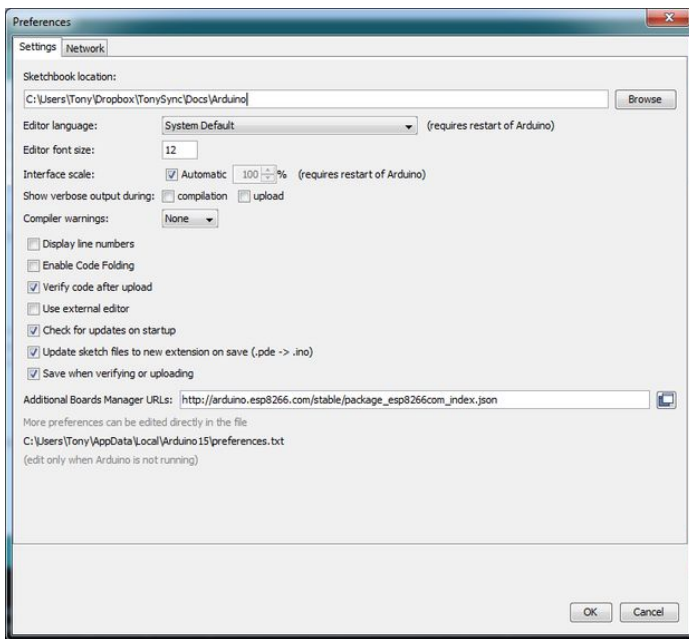 Preferences
Settings Network
Sketchbook location:
C:\Users\Tony\Dropbox\TonySync\Docs\Arduino Browse
Editor language: System Default (requires restart of Arduino)
Editor font size: 12
Interface scale: Automatic 100 % (requires restart of Arduino)
Show verbose output during: compilation upload
Compiler warnings: None
Display line numbers
Enable Code Folding
Verify code after upload
Use external editor
Check for updates on startup
Update sketch files to new extension on save (.pde -> .ino)
Save when verifying or uploading
Additional Boards Manager URLs: http://arduino.esp8266.com/stable/package_esp8266com_index.json
More preferences can be edited directly in the file
C:\Users\Tony\AppData\Local\Arduino15\preferences.txt
(edit only when Arduino is not running)
OK Cancel